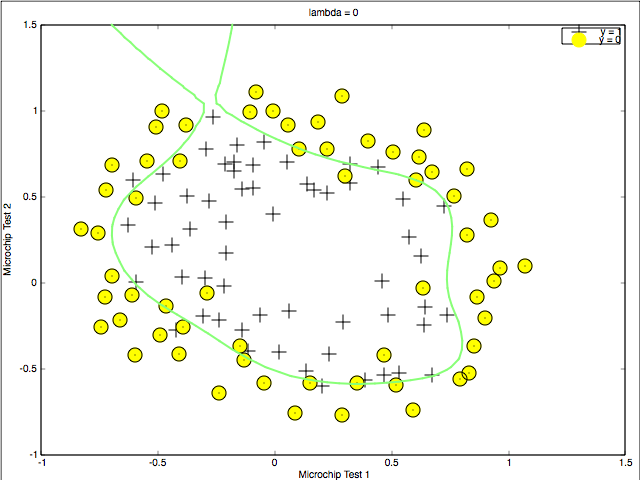 lambda = 0
1.5
y = 1
y = 0
1
0.5
0
-0.5
-1
Microchip Test 2
-1
-0.5
0
0.5
1
1.5
Microchip Test 1